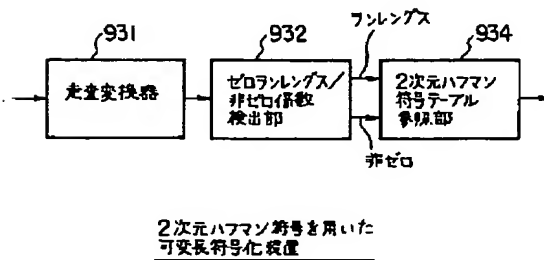 931
932
ランレングス
934
走査変換器
ゼロランレングス/
非ゼロ係数
検出部
2次元ハフマン
符号テーブル
参照部
非ゼロ
2次元ハフマン符号を用いた
可変長符号化装置